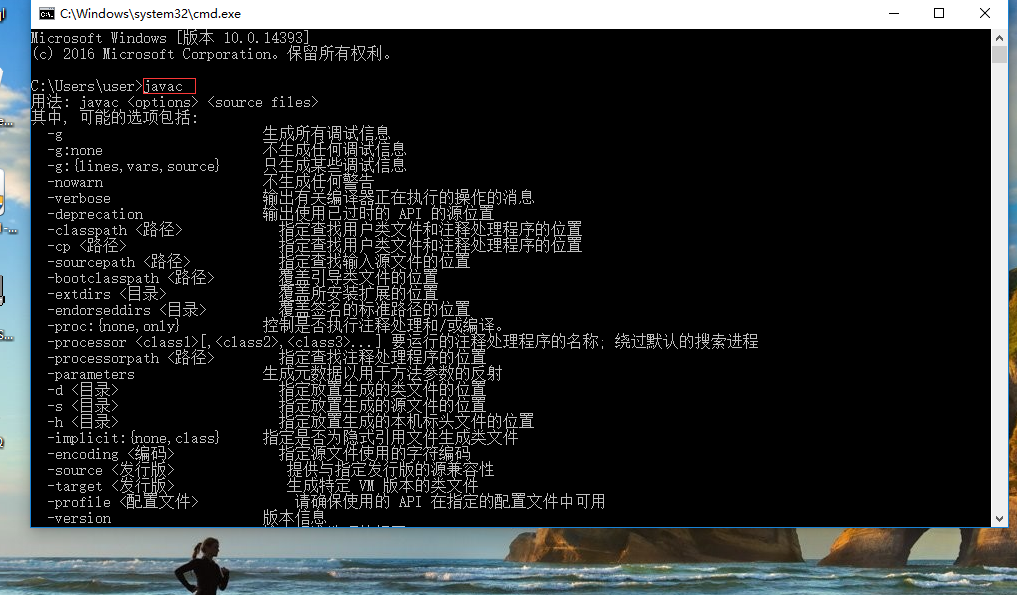 C:\Windows\system32\cmd.exe
Microsoft Windows [版本 10.0.14393]
(c) 2016 Microsoft Corporation。保留所有权利。
C:\Users\user>javac
用法: javac <options> <source files>
其中, 可能的选项包括:
-g 生成所有调试信息
-g:none 不生成任何调试信息
-g:{lines,vars,source} 只生成某些调试信息
-nowarn 不生成任何警告
-verbose 输出有关编译器正在执行的操作的消息
-deprecation 输出使用已过时的 API 的源位置
-classpath <路径> 指定查找用户类文件和注释处理程序的位置
-cp <路径> 指定查找用户类文件和注释处理程序的位置
-sourcepath <路径> 指定查找输入源文件的位置
-bootclasspath <路径> 覆盖引导类文件的位置
-extdirs <目录> 覆盖所安装扩展的位置
-endorseddirs <目录> 覆盖签名的标准路径的位置
-proc:{none,only} 控制是否执行注释处理和/或编译。
-processor <class1>[,<class2>,<class3>...] 要运行的注释处理程序的名称; 绕过默认的搜索进程
-processorpath <路径> 指定查找注释处理程序的位置
-parameters 生成元数据以用于方法参数的反射
-d <目录> 指定放置生成的类文件的位置
-s <目录> 指定放置生成的源文件的位置
-h <目录> 指定放置生成的本机标头文件的位置
-implicit:{none,class} 指定是否为隐式引用文件生成类文件
-encoding <编码> 指定源文件使用的字符编码
-source <发行版> 提供与指定发行版的源兼容性
-target <发行版> 生成特定 VM 版本的类文件
-profile <配置文件> 请确保使用的 API 在指定的配置文件中可用
-version 版本信息